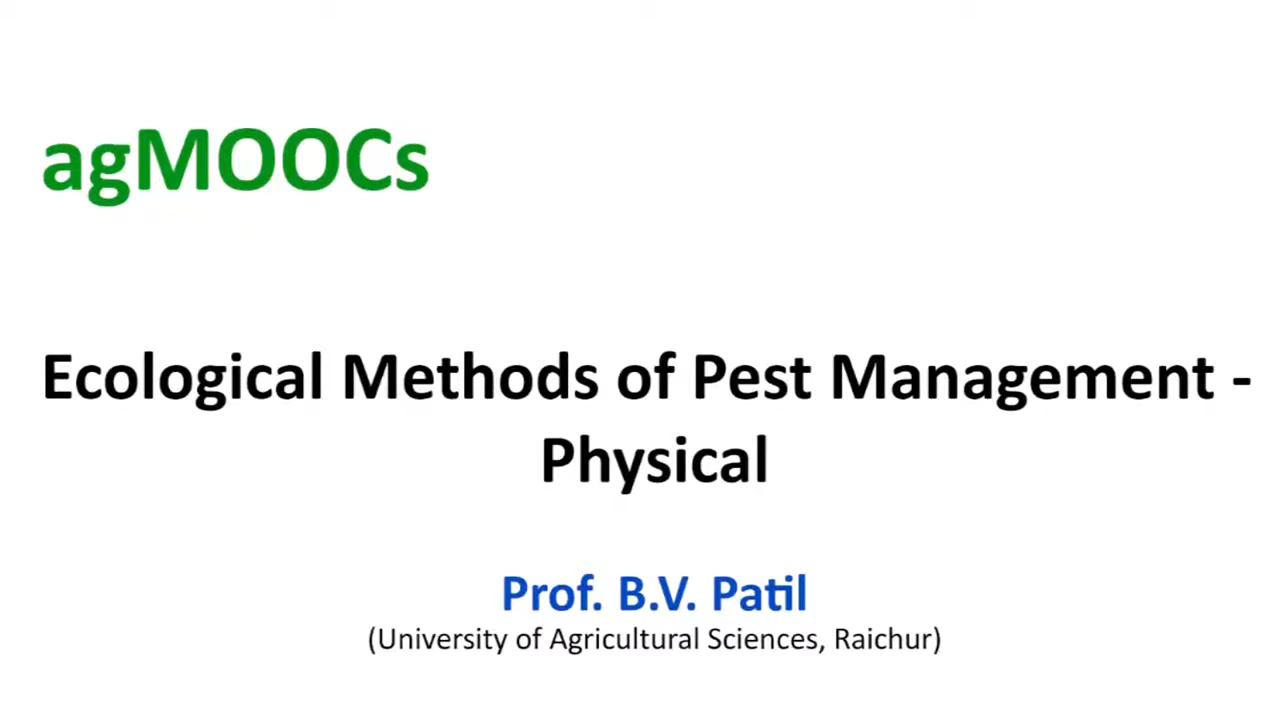 agMOOCs
Ecological Methods of Pest Management -
Physical
Prof. B.V. Patil
(University of Agricultural Sciences, Raichur)